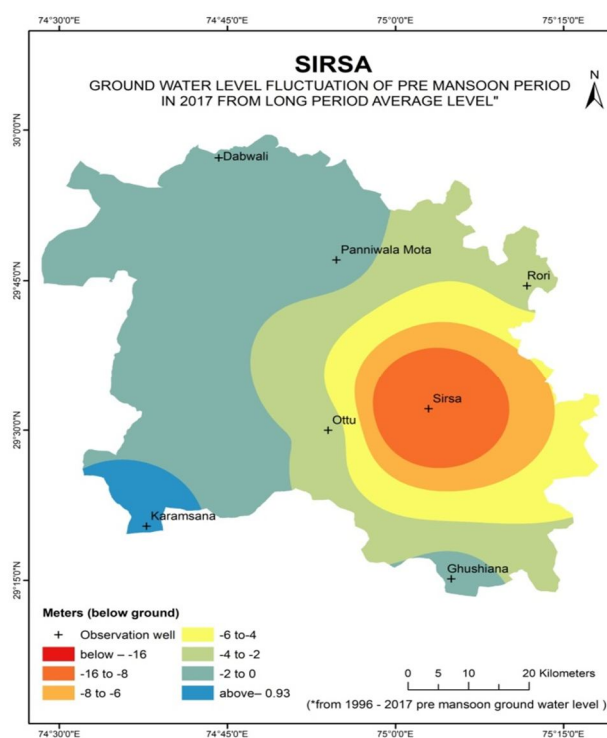 74°30'0"E 74°45'0"E 75°0'0"E 75°15'0"E
SIRSA
GROUND WATER LEVEL FLUCTUATION OF PRE MANSOON PERIOD
IN 2017 FROM LONG PERIOD AVERAGE LEVEL"
N
30°0'0"N
Dabwali
Panniwala Mota
29°45'0"N
Rori
Sirsa
Ottu
29°30'0"N
Karamsana
Ghushiana
29°15'0"N
Meters (below ground)
+ Observation well
below – -16
-16 to -8
-8 to -6
-6 to-4
-4 to -2
-2 to 0
above– 0.93
0 5 10 20 Kilometers
(*from 1996 - 2017 pre mansoon ground water level )
74°30'0"E 74°45'0"E 75°0'0"E 75°15'0"E